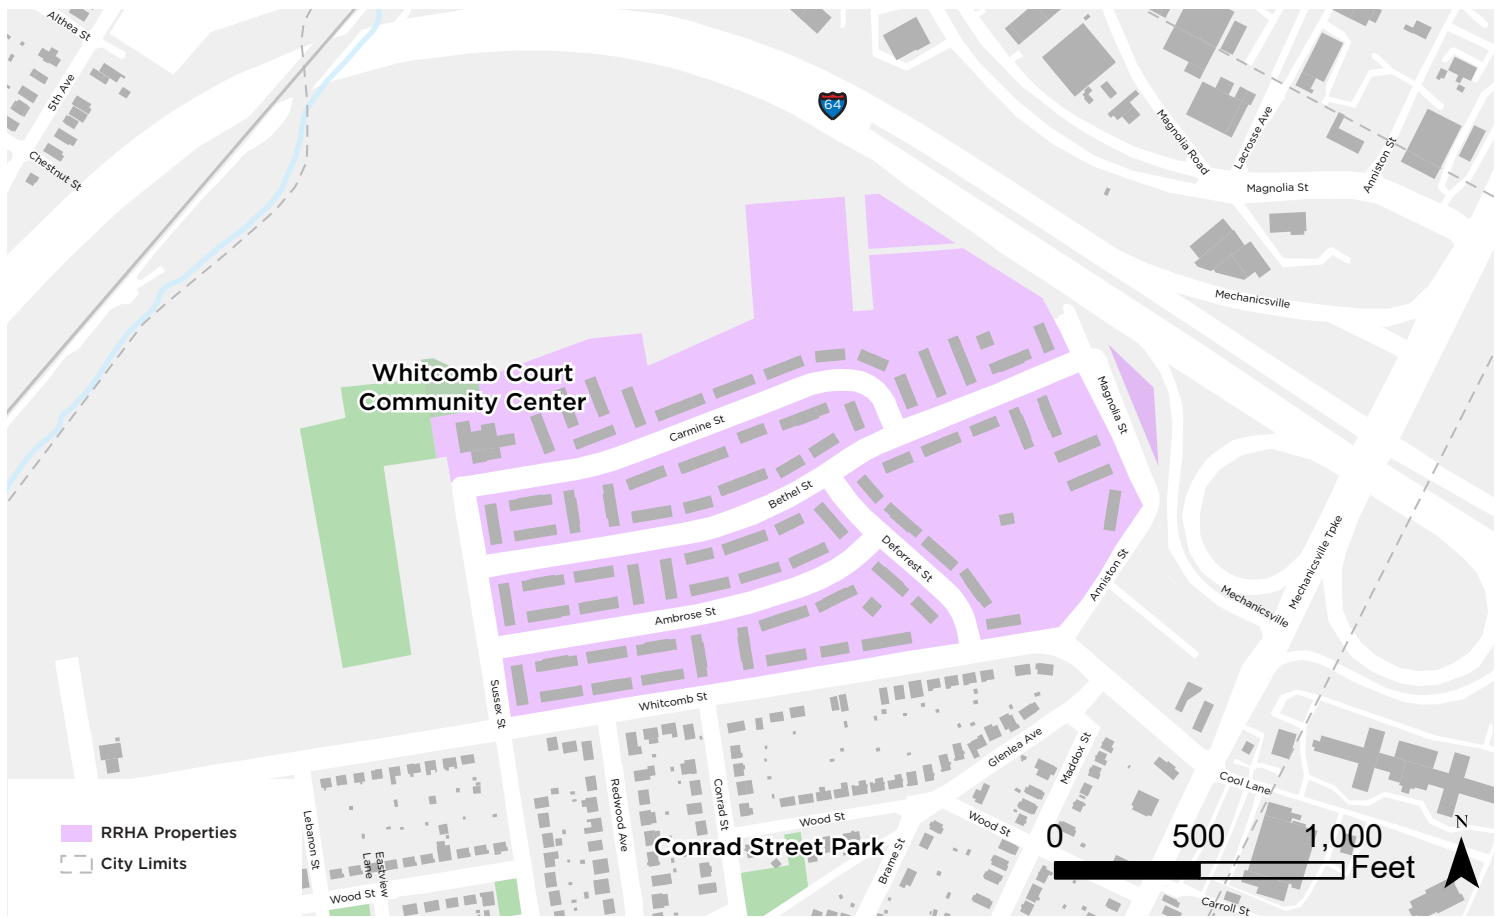 Althea St
5th Ave
Chestnut St
64
Magnolia Road
Lacrosse Ave
Anniston St
Magnolia St
Mechanicsville
Whitcomb Court
Community Center
Magnolia St
Carmine St
Bethel St
Deforrest St
Anniston St
Mechanicsville Tpke
Mechanicsville
Ambrose St
Sussex St
Whitcomb St
Glenlea Ave
Maddox St
Cool Lane
Lebanon St
Redwood Ave
Conrad St
Wood St
Wood St
Conrad Street Park
Brame St
Eastview
Lane
Wood St
Carroll St
RRHA Properties
City Limits
0 500 1,000
Feet
N